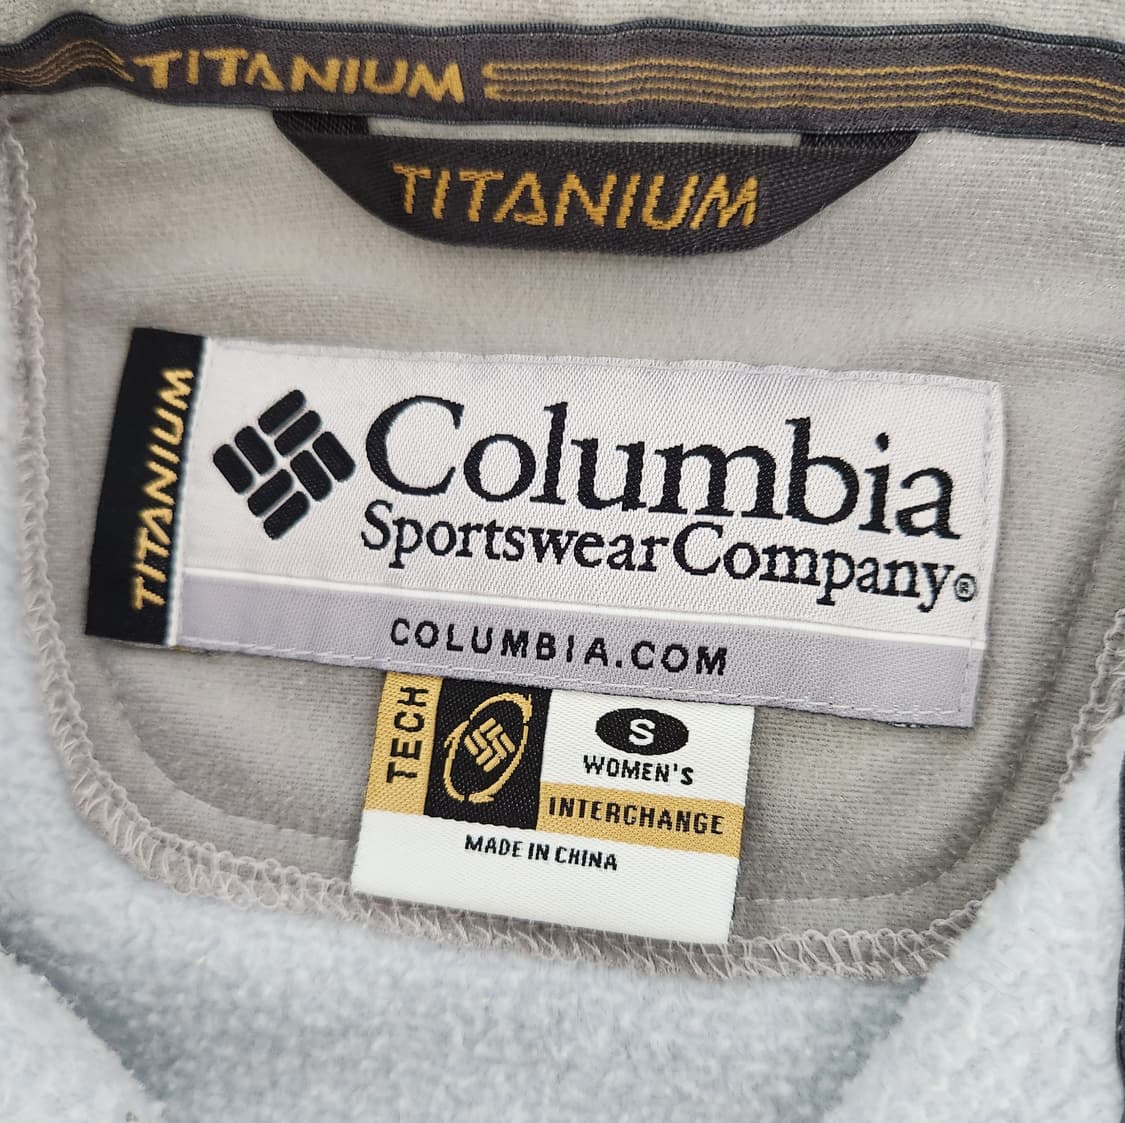 TITANIUM
TITANIUM
TITANIUM
Columbia
Sportswear Company®
COLUMBIA.COM
TECH
S
WOMEN'S
INTERCHANGE
MADE IN CHINA